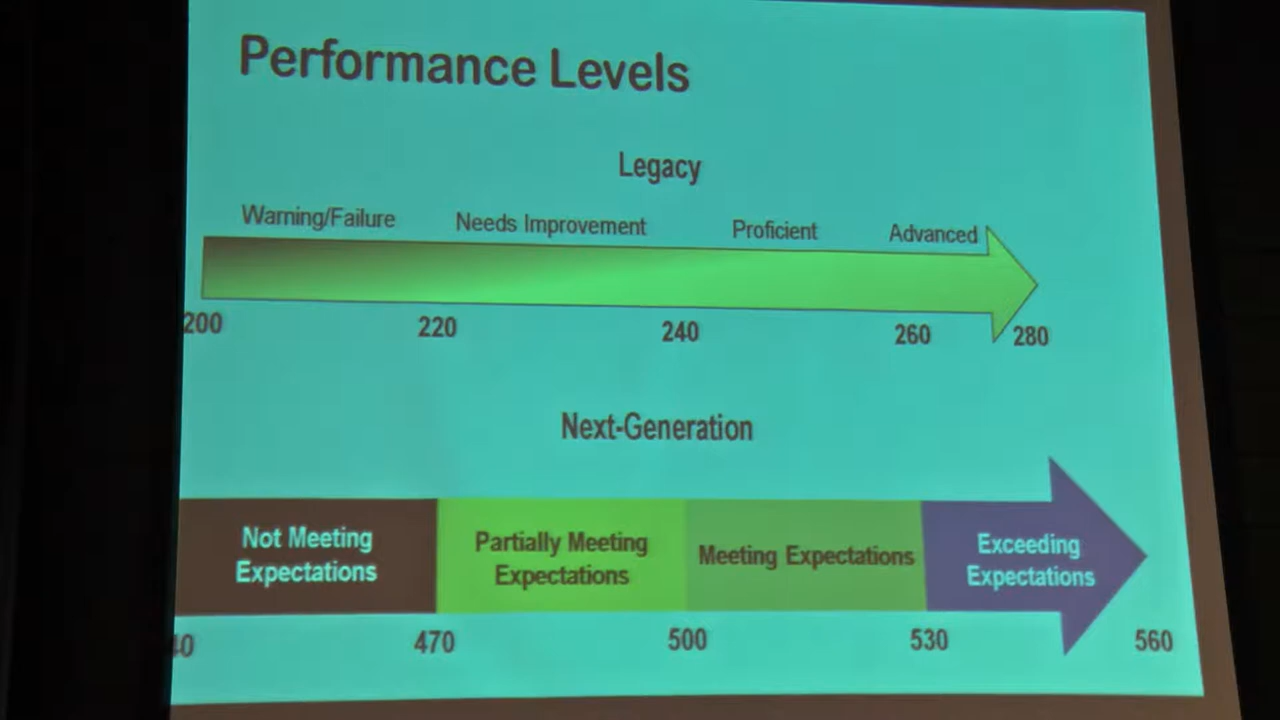 Performance Levels
Legacy
Warning/Failure Needs Improvement Proficient Advanced
200 220 240 260 280
Next-Generation
Not Meeting Expectations
Partially Meeting Expectations
Meeting Expectations
Exceeding Expectations
40 470 500 530 560